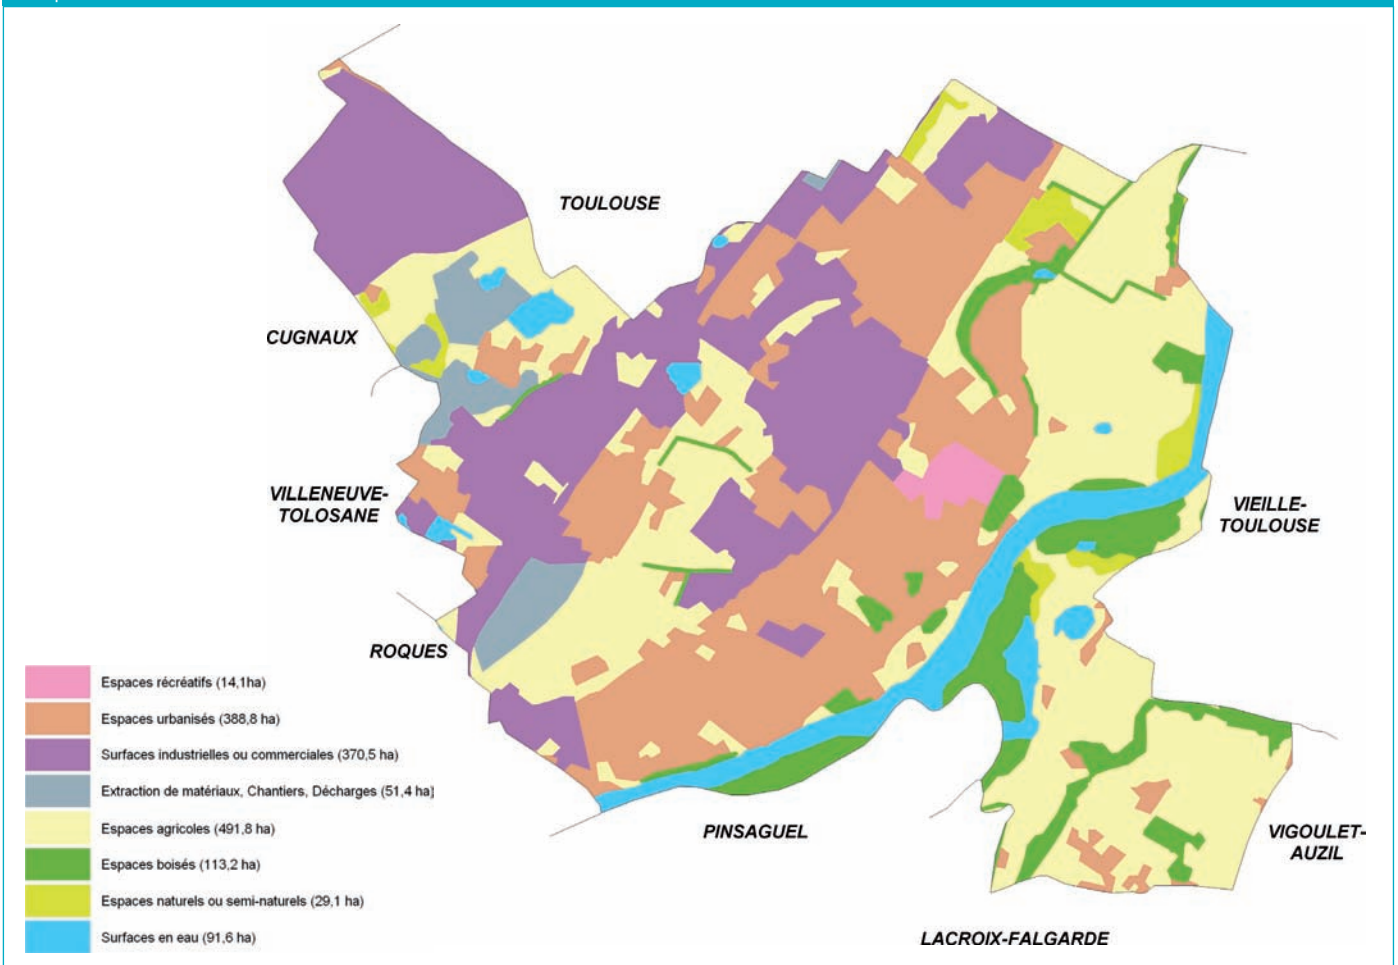 TOULOUSE
CUGNAUX
VILLENEUVE-
TOLOSANE
VIEILLE-
TOULOUSE
ROQUES
Espaces récréatifs (14,1ha)
Espaces urbanisés (388,8 ha)
Surfaces industrielles ou commerciales (370,5 ha)
Extraction de matériaux, Chantiers, Décharges (51,4 ha)
Espaces agricoles (491,8 ha)
Espaces boisés (113,2 ha)
Espaces naturels ou semi-naturels (29,1 ha)
Surfaces en eau (91,6 ha)
PINSAGUEL
VIGOULET-
AUZIL
LACROIX-FALGARDE